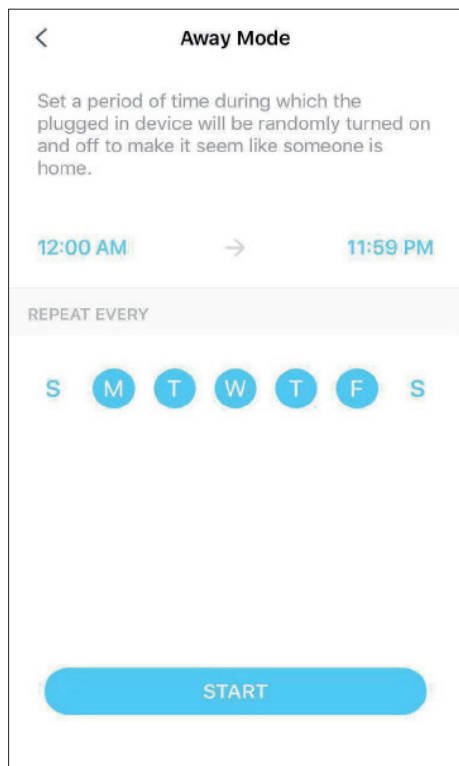 Away Mode
Set a period of time during which the
plugged in device will be randomly turned on
and off to make it seem like someone is
home.
12:00 AM → 11:59 PM
REPEAT EVERY
S M T W T F S
START